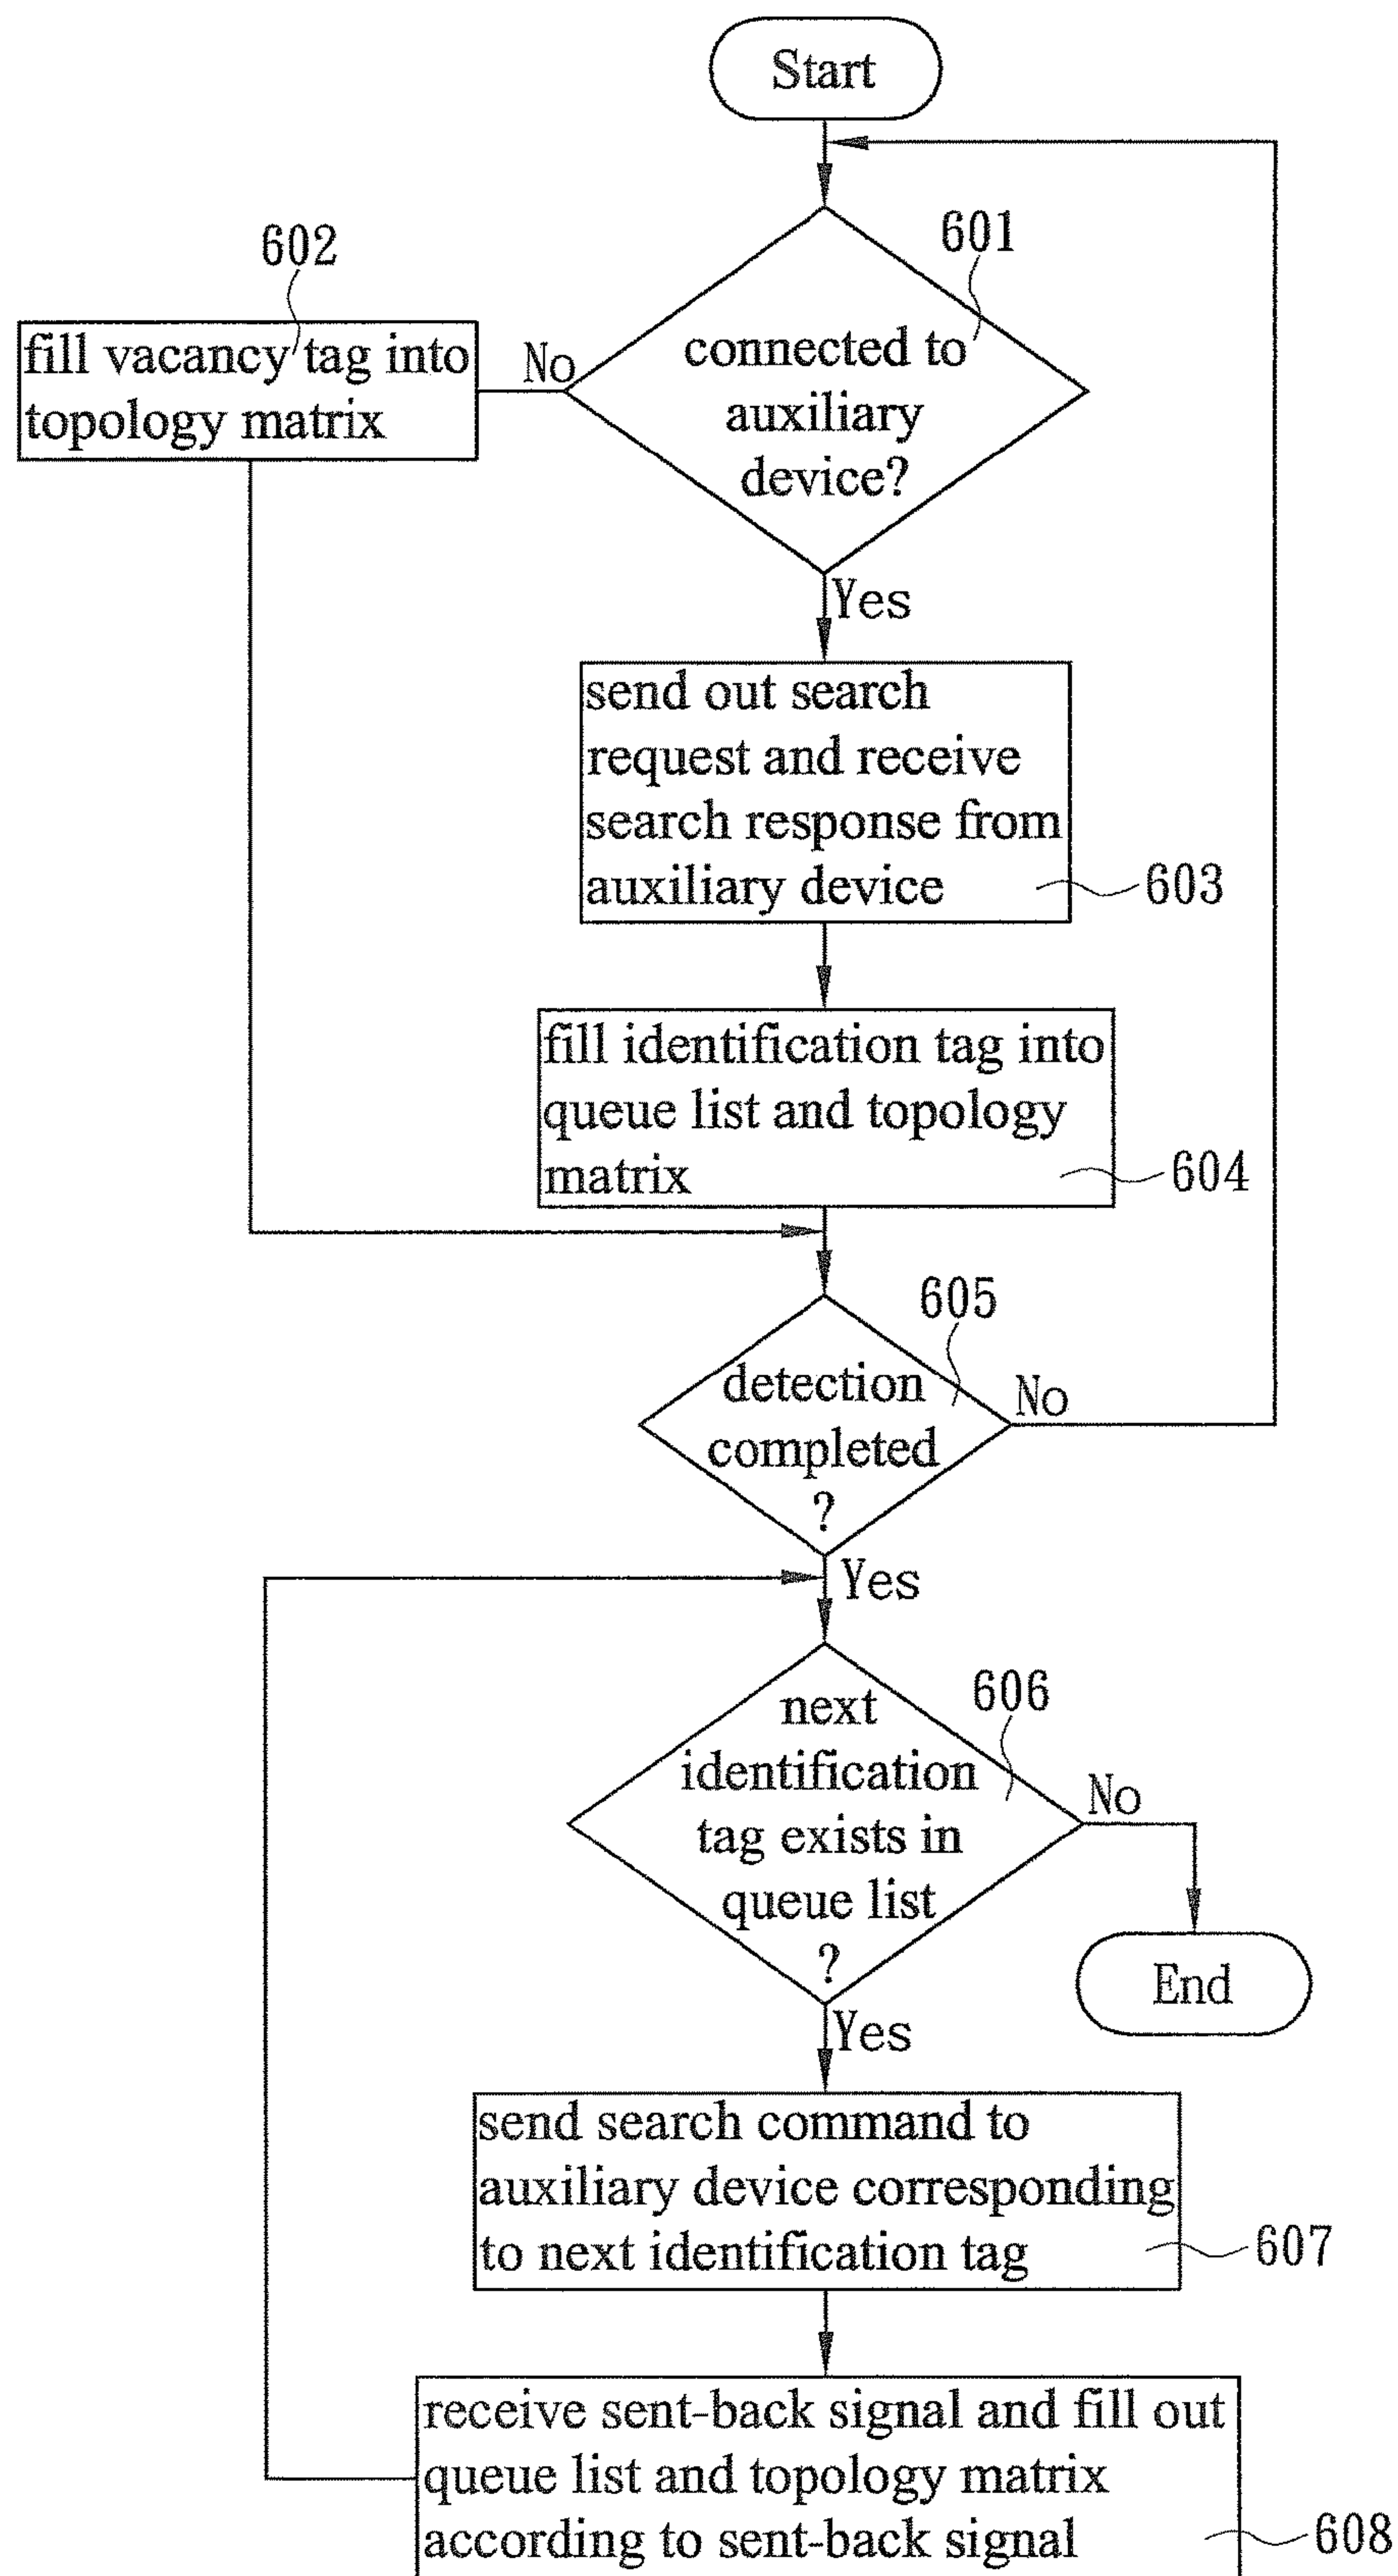 Start
601
602
connected to
auxiliary
device?
No
fill vacancy tag into
topology matrix
Yes
send out search
request and receive
search response from
auxiliary device
603
fill identification tag into
queue list and topology
matrix
604
605
detection
completed
?
No
Yes
606
next
identification
tag exists in
queue list
?
No
End
Yes
send search command to
auxiliary device corresponding
to next identification tag
607
receive sent-back signal and fill out
queue list and topology matrix
according to sent-back signal
608